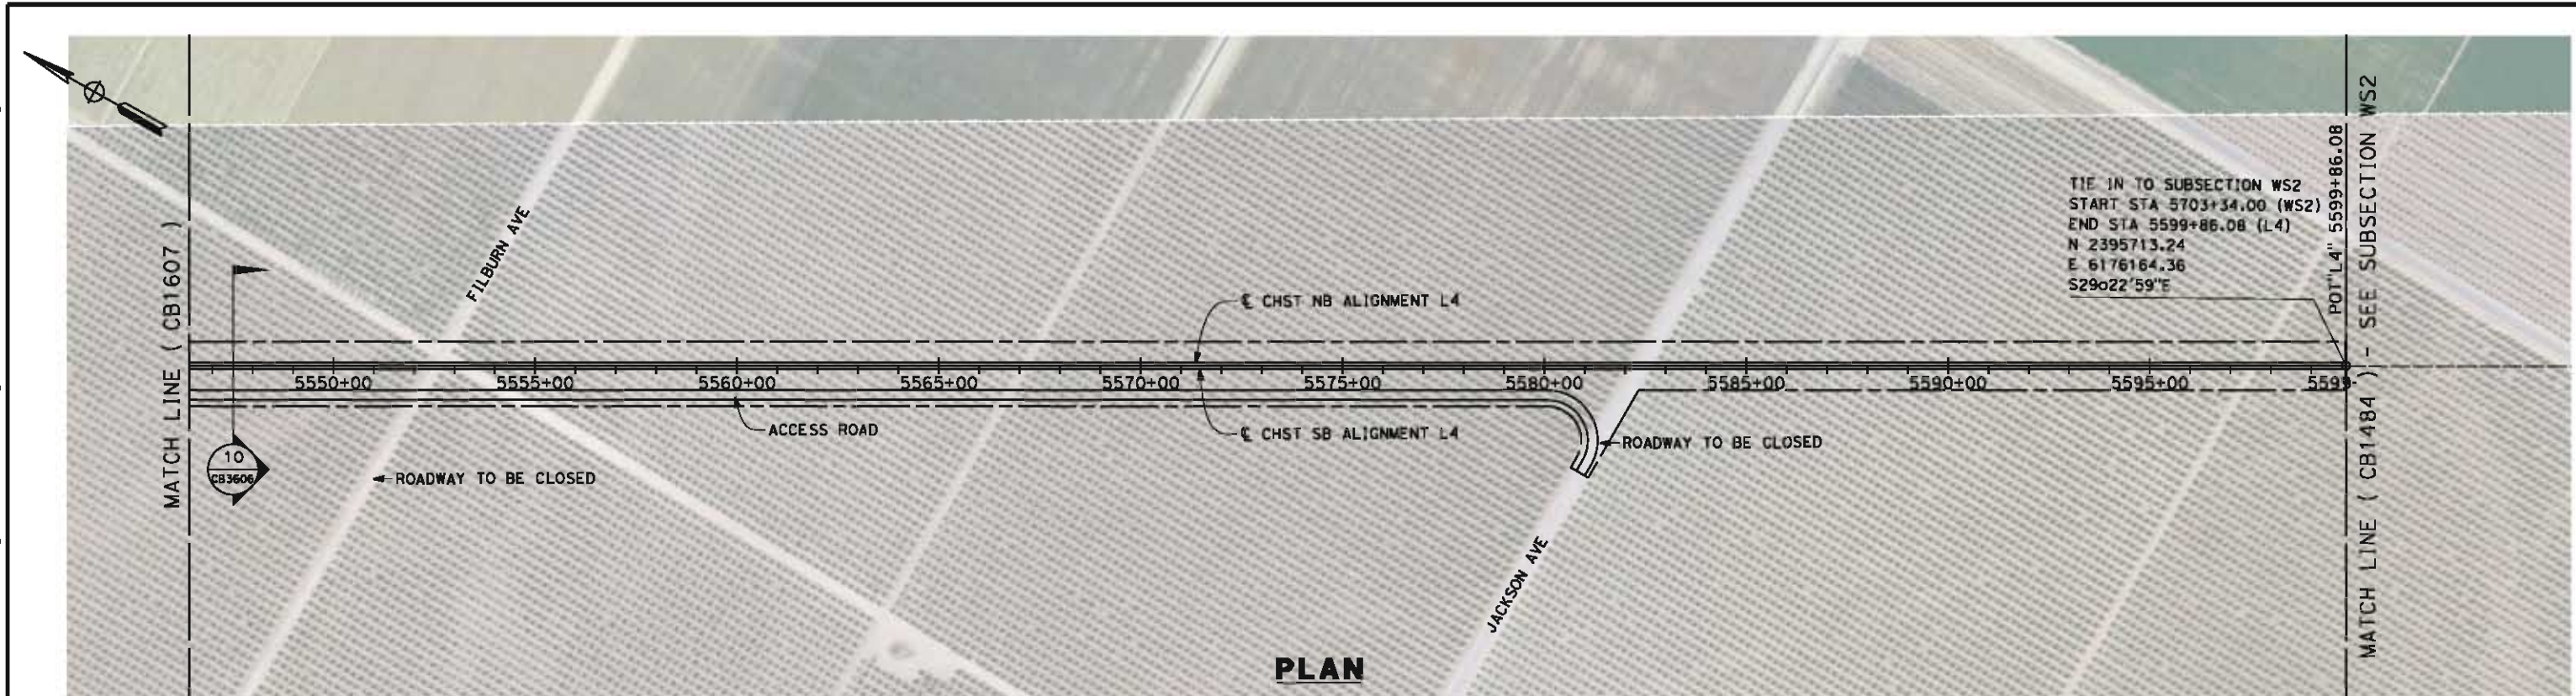 MATCH LINE ( CB1607 )
FILBURN AVE
10
CB3606
ROADWAY TO BE CLOSED
ACCESS ROAD
℄ CHST NB ALIGNMENT L4
℄ CHST SB ALIGNMENT L4
5550+00 5555+00 5560+00 5565+00 5570+00 5575+00 5580+00 5585+00 5590+00 5595+00 5599-
ROADWAY TO BE CLOSED
JACKSON AVE
TIE IN TO SUBSECTION WS2
START STA 5703+34.00 (WS2)
END STA 5599+86.08 (L4)
N 2395713.24
E 6176164.36
S29o22'59"E
POT"L4" 5599+86.08
MATCH LINE ( CB1484 ) - SEE SUBSECTION WS2
PLAN